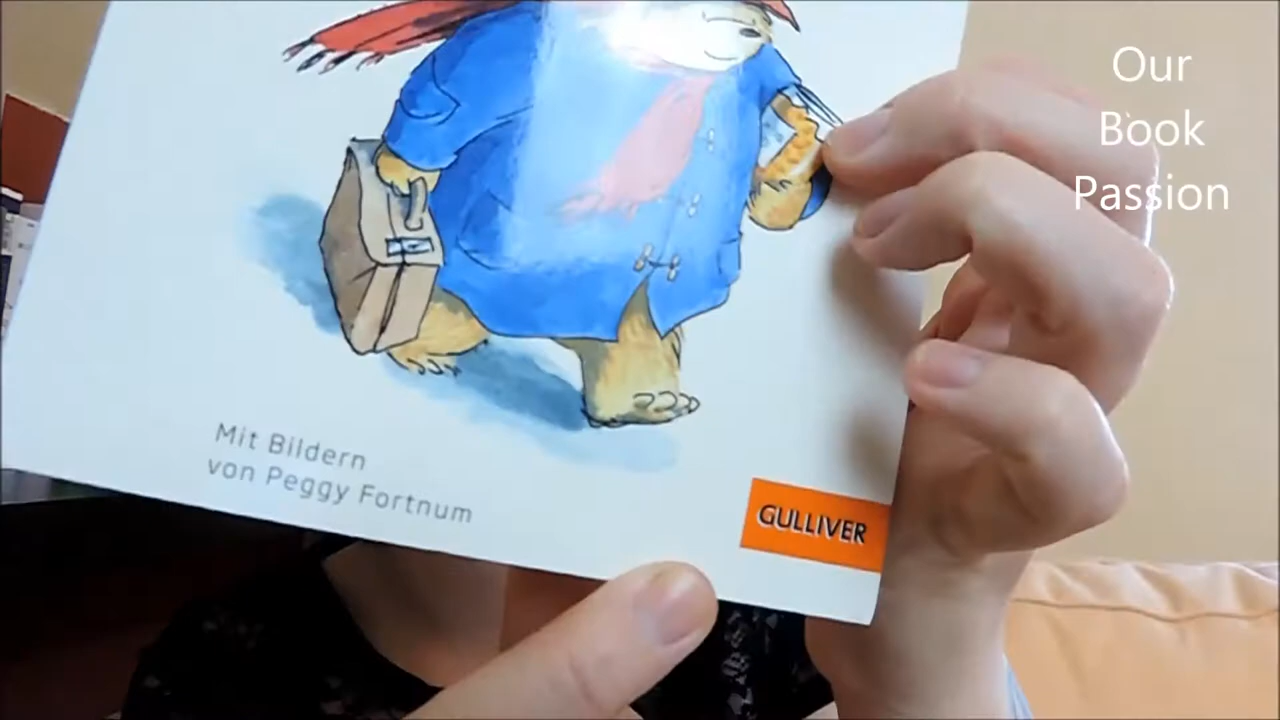 Our
Book
Passion
Mit Bildern
von Peggy Fortnum
GULLIVER